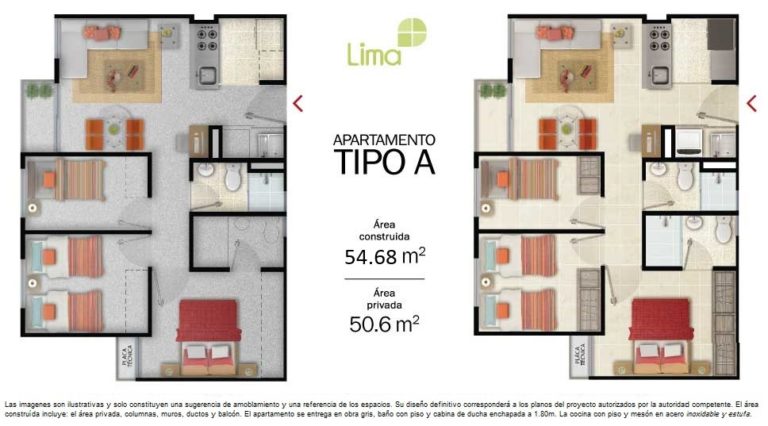 Lima
APARTAMENTO
TIPO A
Área
construida
54.68 m²
Área
privada
50.6 m²
PLACA
TÉCNICA
PLACA
TÉCNICA
Las imagenes son ilustrativas y solo constituyen una sugerencia de amoblamiento y una referencia de los espacios. Su diseño definitivo corresponderá a los planos del proyecto autorizados por la autoridad competente. El área
construída incluye: el área privada, columnas, muros, ductos y balcón. El apartamento se entrega en obra gris, baño con piso y cabina de ducha enchapada a 1.80m. La cocina con piso y mesón en acero inoxidable y estufa.